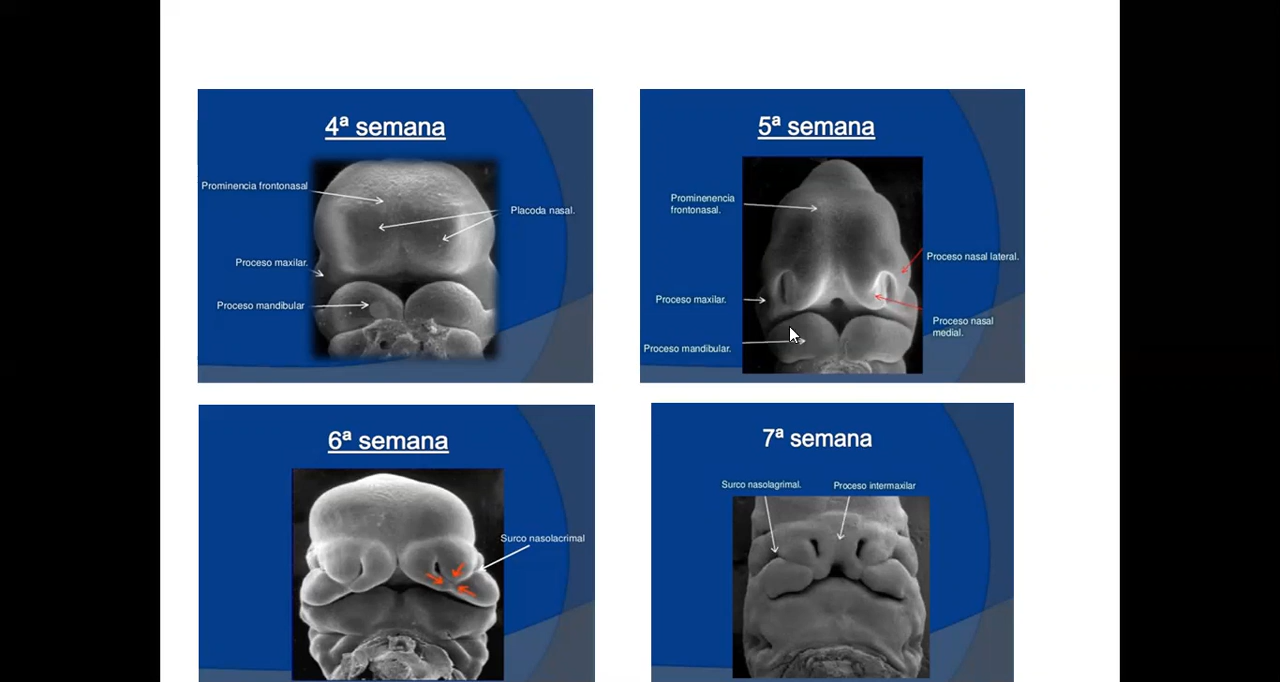 4ª semana
Prominencia frontonasal
Placoda nasal.
Proceso maxilar.
Proceso mandibular
5ª semana
Prominenencia
frontonasal.
Proceso nasal lateral.
Proceso maxilar.
Proceso nasal
medial.
Proceso mandibular.
6ª semana
Surco nasolacrimal
7ª semana
Surco nasolagrimal.
Proceso intermaxilar